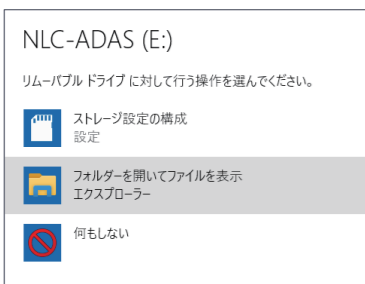 NLC-ADAS (E:)
リムーバブル ドライブ に対して行う操作を選んでください。
ストレージ設定の構成
設定
フォルダーを開いてファイルを表示
エクスプローラー
何もしない